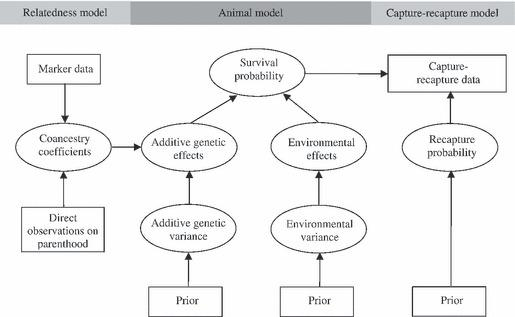 Relatedness model
Animal model
Capture-recapture model
Marker data
Survival
probability
Capture-
recapture data
Coancestry
coefficients
Additive genetic
effects
Environmental
effects
Recapture
probability
Direct
observations on
parenthood
Additive genetic
variance
Environmental
variance
Prior
Prior
Prior